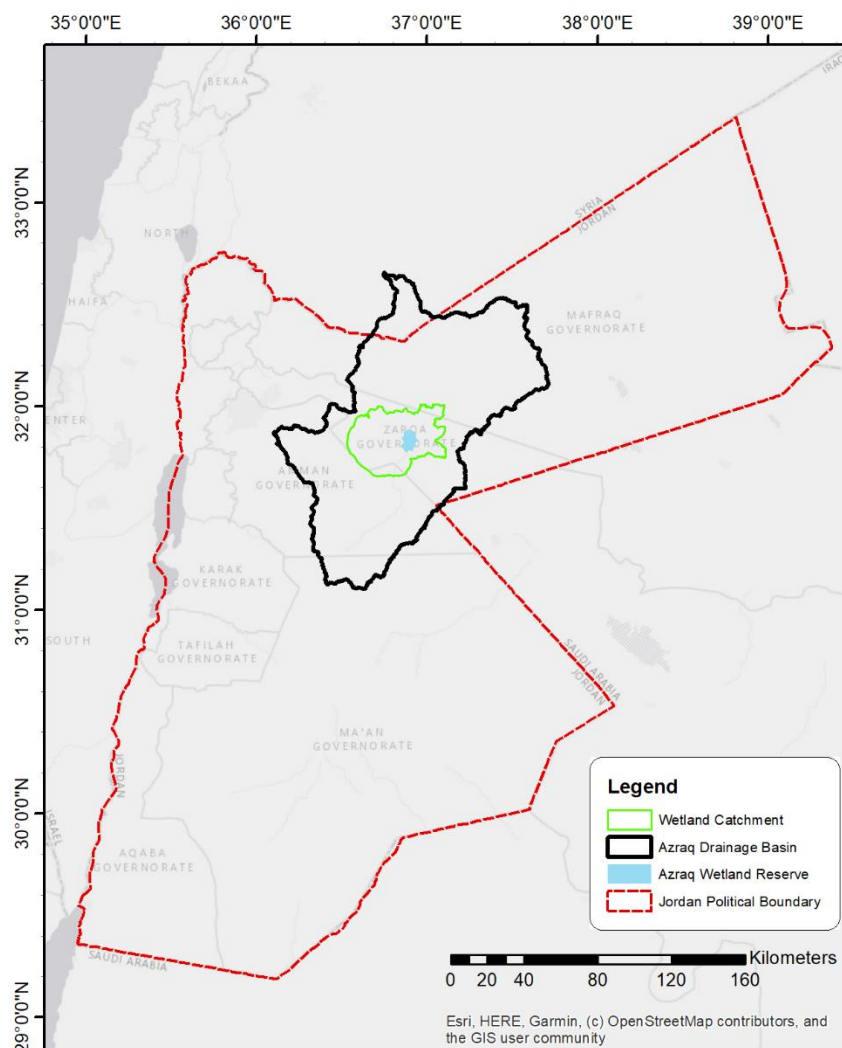 35°0'0"E 36°0'0"E 37°0'0"E 38°0'0"E 39°0'0"E
33°0'0"N
32°0'0"N
31°0'0"N
30°0'0"N
29°0'0"N
BEKAA
IRAQ
SYRIA
JORDAN
NORTH
HAIFA
MAFRAQ
GOVERNORATE
ENTER
ZARQA
GOVERNORATE
AMMAN
GOVERNORATE
KARAK
GOVERNORATE
SOUTH
TAFILAH
GOVERNORATE
SAUDI ARABIA
JORDAN
MA'AN
GOVERNORATE
JORDAN
ISRAEL
AQABA
GOVERNORATE
SAUDI ARABIA
Legend
Wetland Catchment
Azraq Drainage Basin
Azraq Wetland Reserve
Jordan Political Boundary
Kilometers
0 20 40 80 120 160
Esri, HERE, Garmin, (c) OpenStreetMap contributors, and
the GIS user community